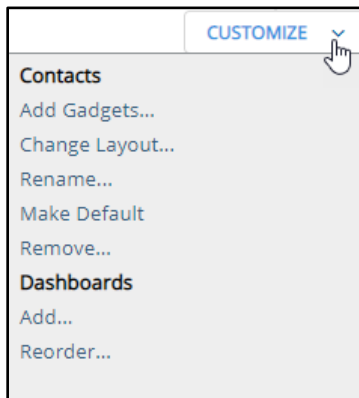 CUSTOMIZE
Contacts
Add Gadgets...
Change Layout...
Rename...
Make Default
Remove...
Dashboards
Add...
Reorder...